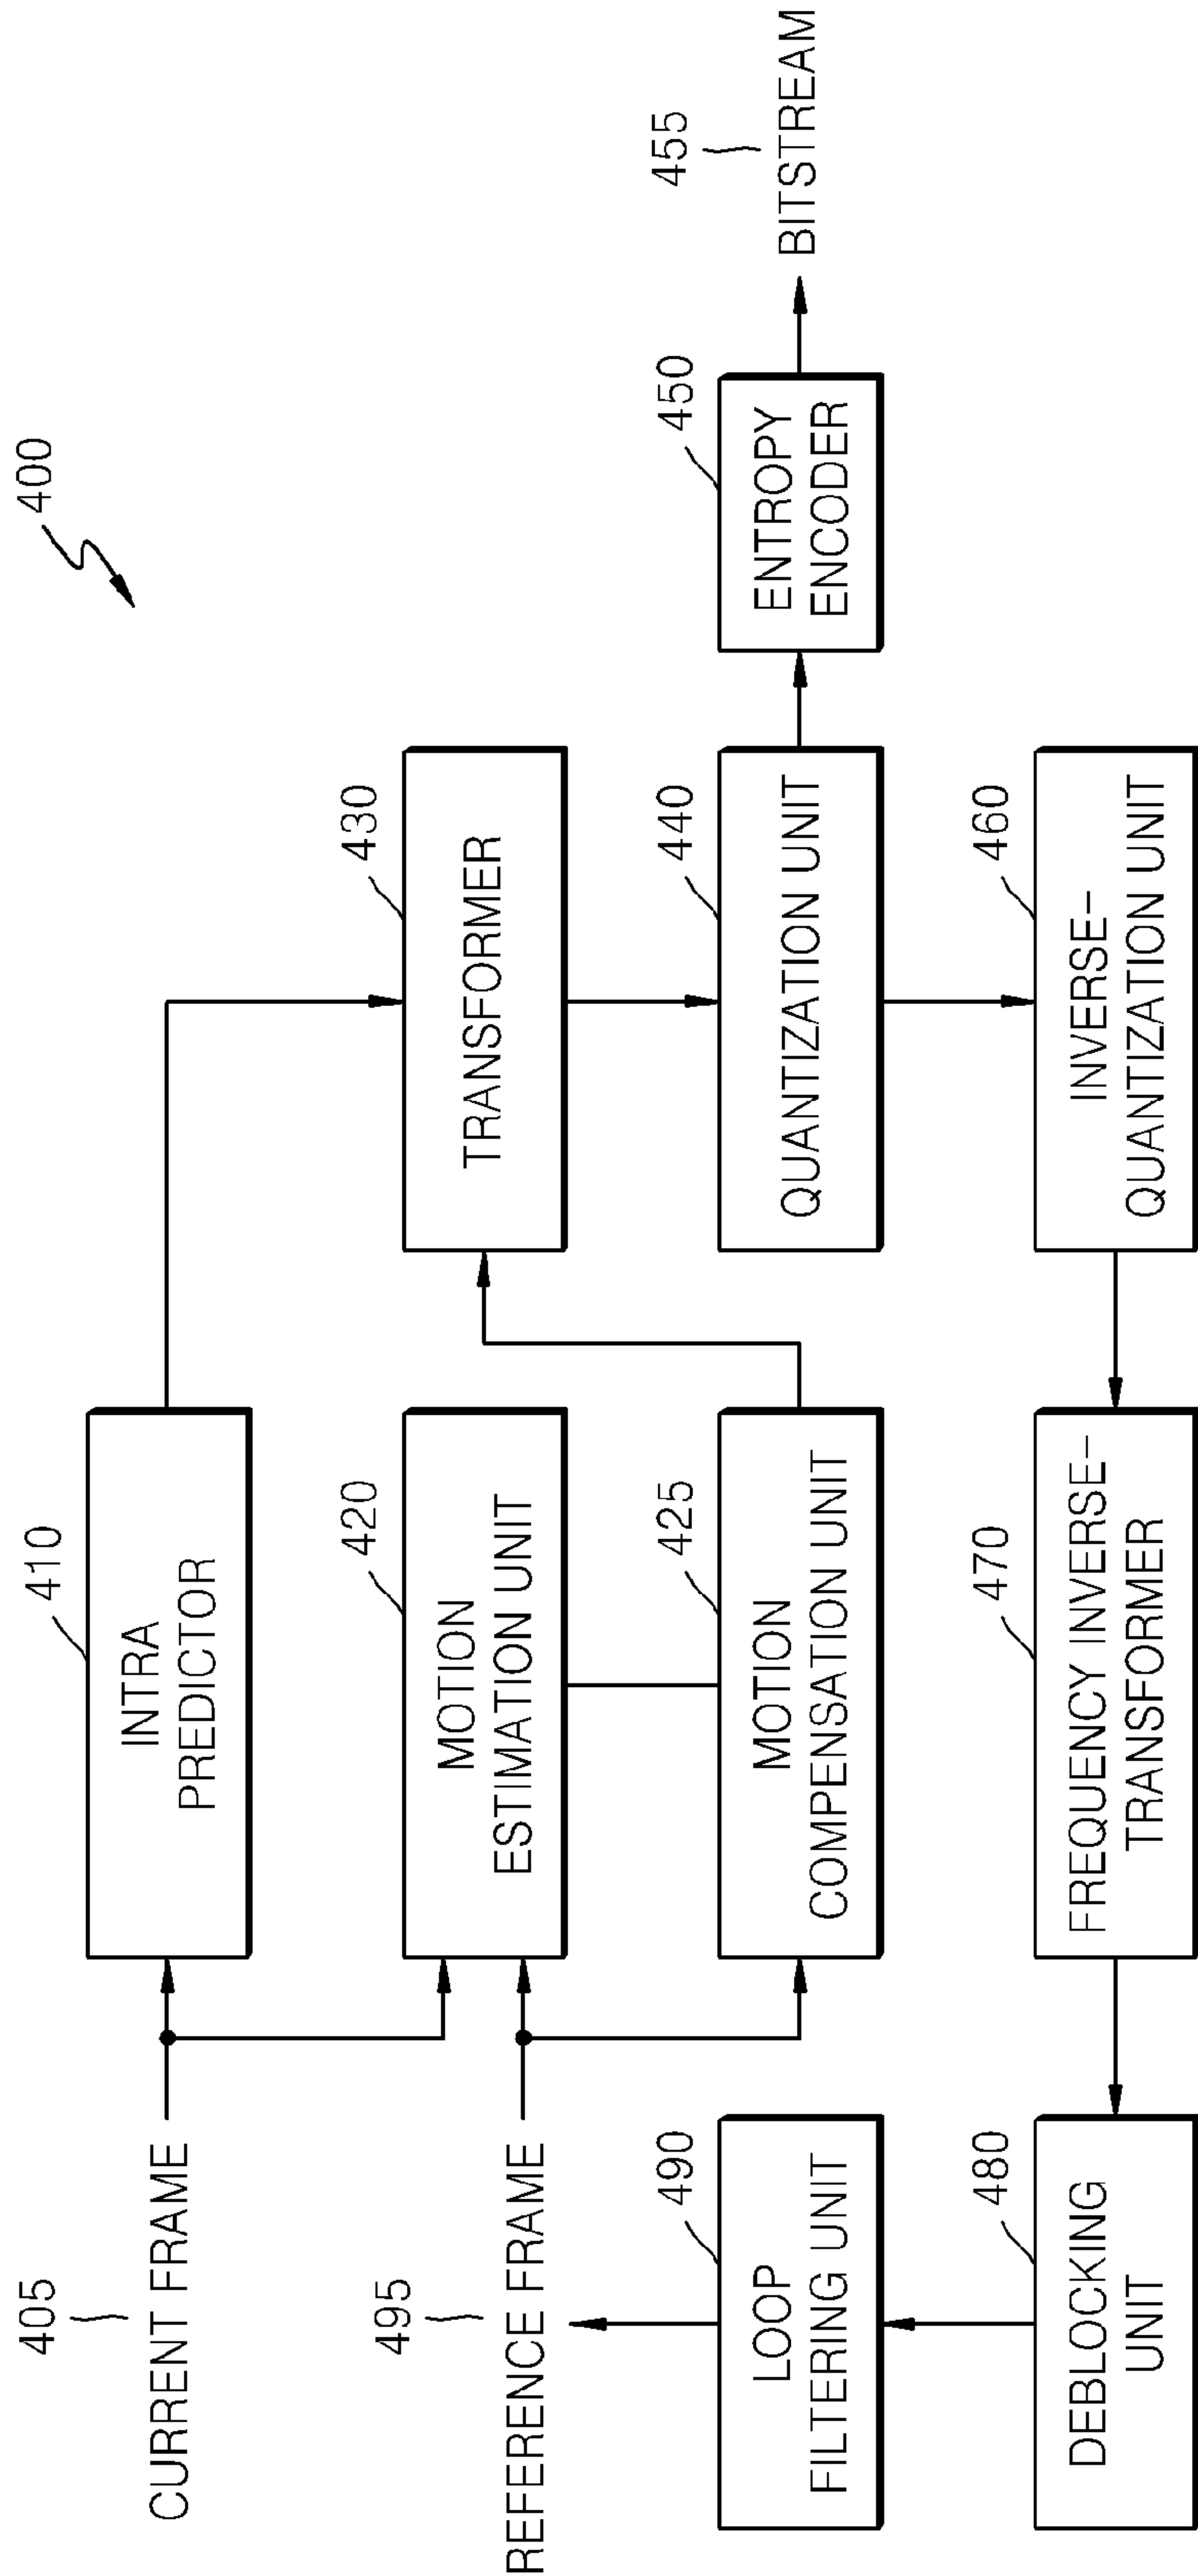 400
405
CURRENT FRAME
410
INTRA
PREDICTOR
495
REFERENCE FRAME
420
MOTION
ESTIMATION UNIT
430
TRANSFORMER
490
LOOP
FILTERING UNIT
425
MOTION
COMPENSATION UNIT
440
QUANTIZATION UNIT
450
ENTROPY
ENCODER
455
BITSTREAM
480
DEBLOCKING
UNIT
470
FREQUENCY INVERSE-
TRANSFORMER
460
INVERSE-
QUANTIZATION UNIT